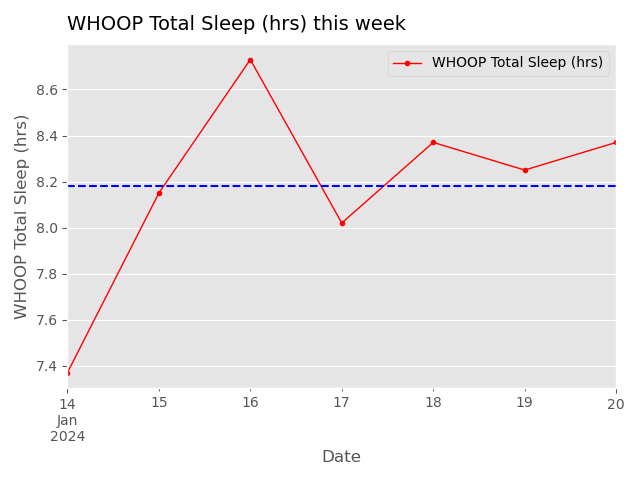 WHOOP Total Sleep (hrs) this week
WHOOP Total Sleep (hrs)
WHOOP Total Sleep (hrs)
8.6
8.4
8.2
8.0
7.8
7.6
7.4
14 15 16 17 18 19 20
Jan
2024
Date